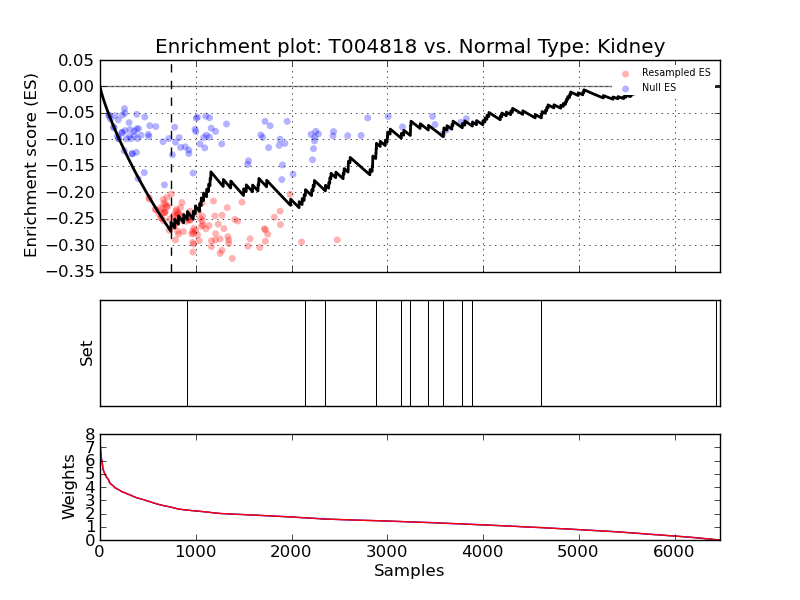 Enrichment plot: T004818 vs. Normal Type: Kidney
0.05
0.00
−0.05
−0.10
−0.15
−0.20
−0.25
−0.30
−0.35
Enrichment score (ES)
Resampled ES
Null ES
Set
8
7
6
5
4
3
2
1
0
Weights
0 1000 2000 3000 4000 5000 6000
Samples